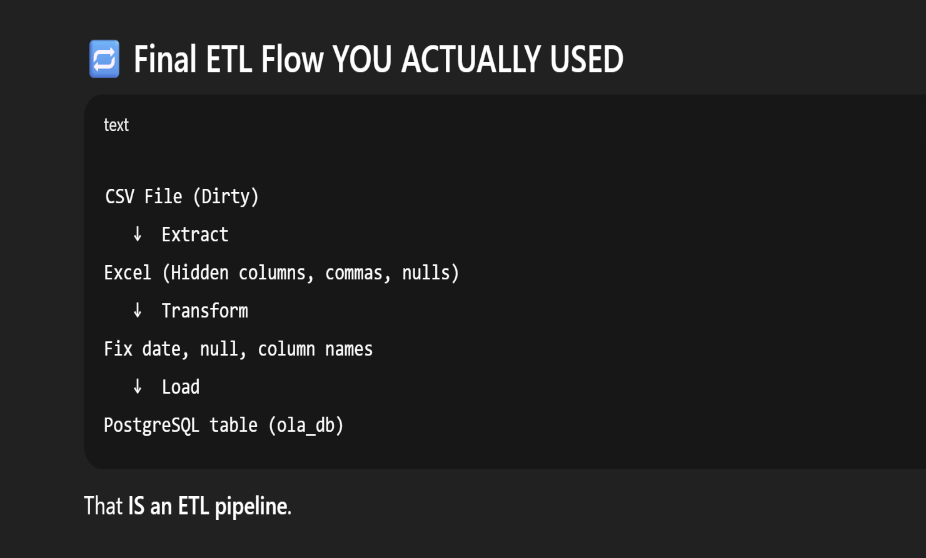 🔁 Final ETL Flow YOU ACTUALLY USED
text
CSV File (Dirty)
↓ Extract
Excel (Hidden columns, commas, nulls)
↓ Transform
Fix date, null, column names
↓ Load
PostgreSQL table (ola_db)
That IS an ETL pipeline.